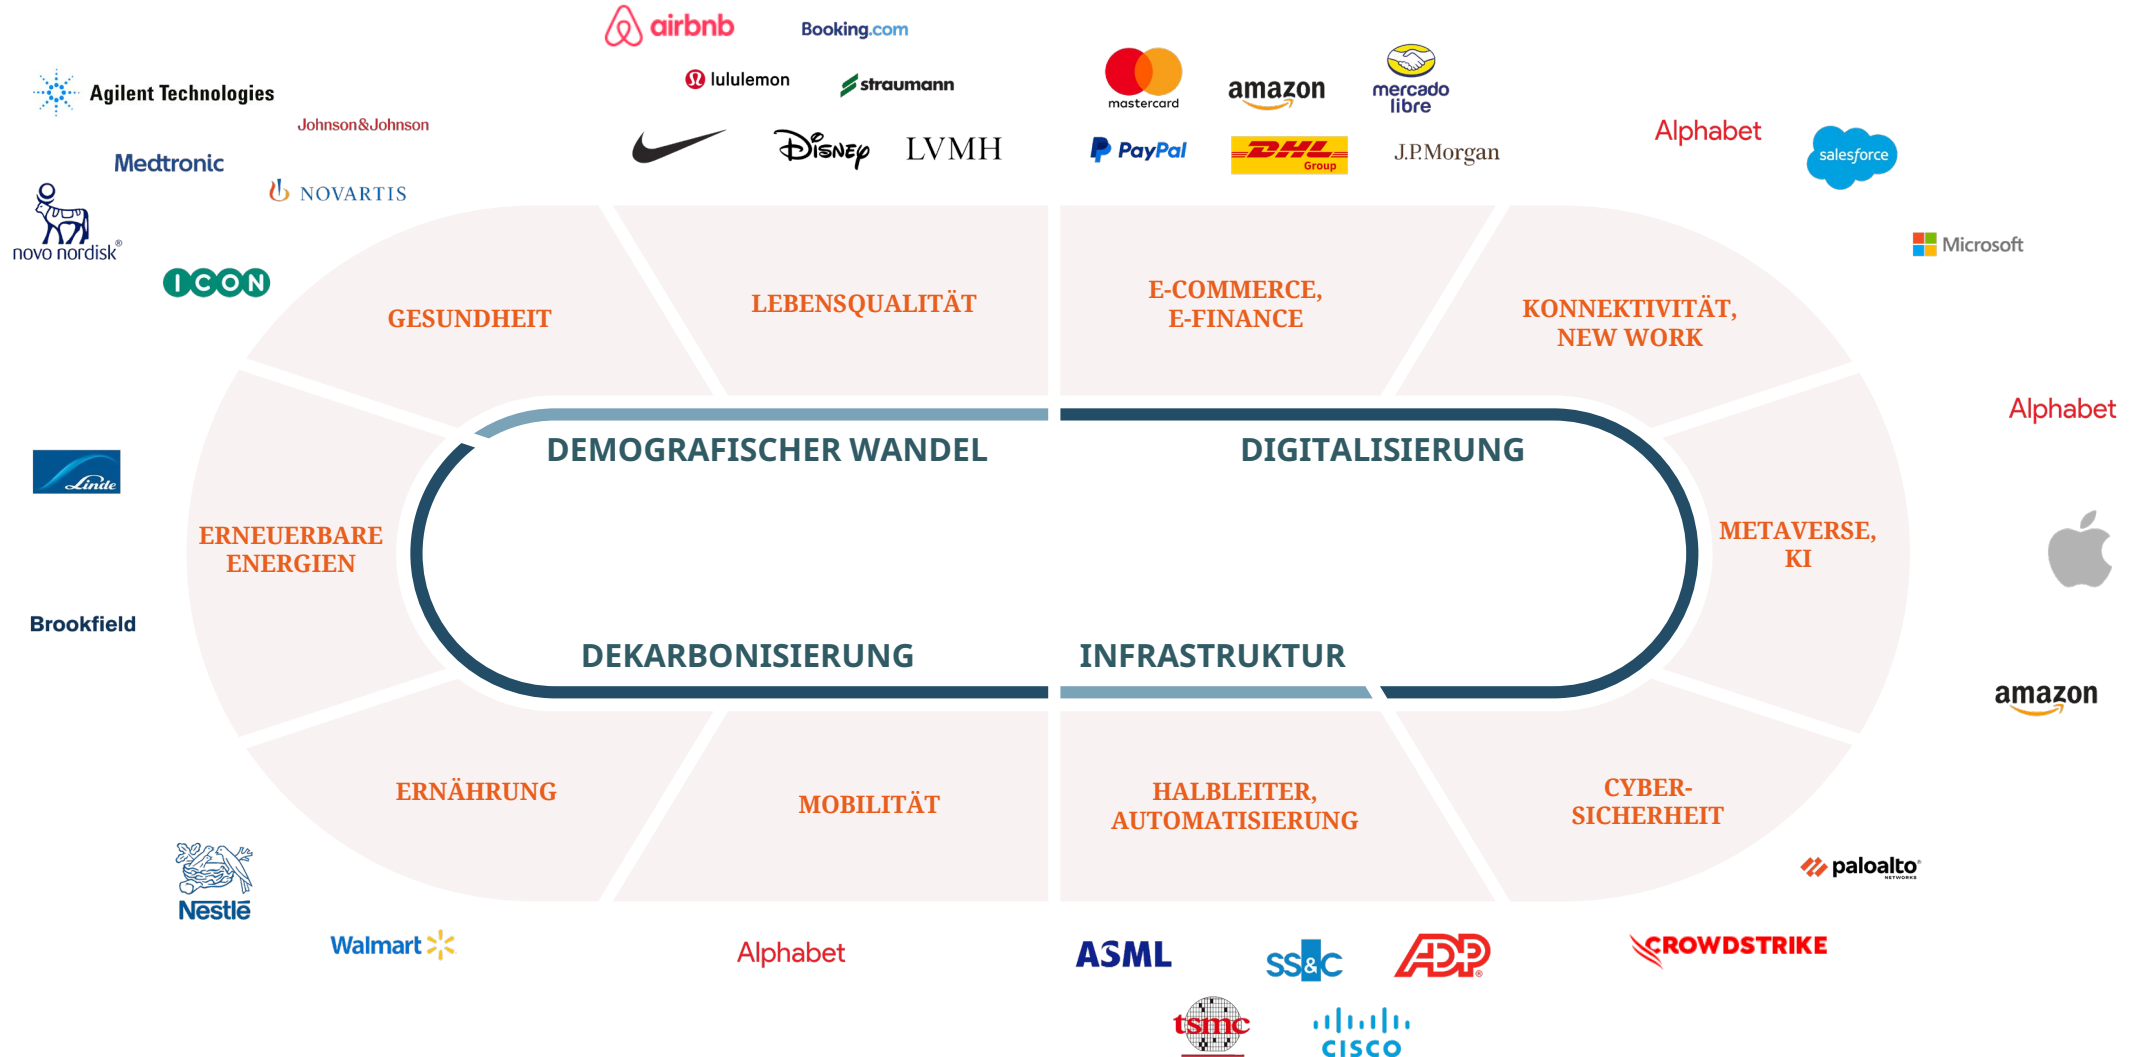 airbnb
Booking.com
lululemon
straumann
DISNEP
LVMH
mastercard
amazon
mercado
libre
PayPal
DHL
Group
J.P.Morgan
Agilent Technologies
Johnson&Johnson
Medtronic
NOVARTIS
novo nordisk®
ICON
Alphabet
salesforce
Microsoft
GESUNDHEIT
LEBENSQUALITÄT
E-COMMERCE,
E-FINANCE
KONNEKTIVITÄT,
NEW WORK
DEMOGRAFISCHER WANDEL
DIGITALISIERUNG
Linde
ERNEUERBARE
ENERGIEN
Brookfield
METAVERSE,
KI
Alphabet
amazon
DEKARBONISIERUNG
INFRASTRUKTUR
ERNÄHRUNG
MOBILITÄT
HALBLEITER,
AUTOMATISIERUNG
CYBER-
SICHERHEIT
Nestlé
Walmart
Alphabet
ASML
SS&C
ADP®
tsmc
CISCO
paloalto®
NETWORKS
CROWDSTRIKE